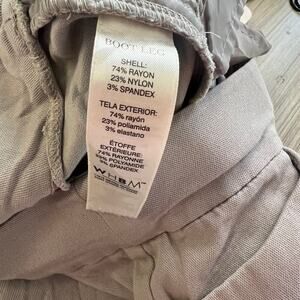 BOOT LEG
SHELL:
74% RAYON
23% NYLON
3% SPANDEX
TELA EXTERIOR:
74% rayón
23% poliamida
3% elastano
ÉTOFFE
EXTÉRIEURE:
74% RAYONNE
23% POLYAMIDE
3% SPANDEX
WHBM™